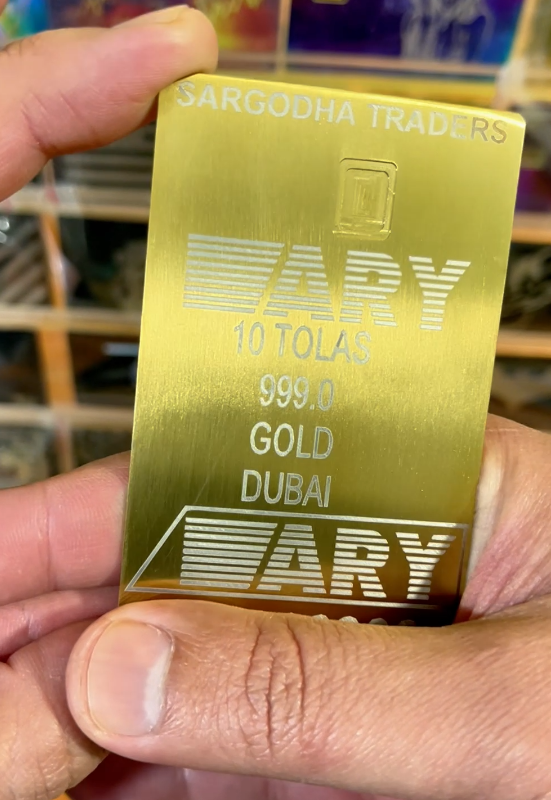 SARGODHA TRADERS
ARY
10 TOLAS
999.0
GOLD
DUBAI
ARY